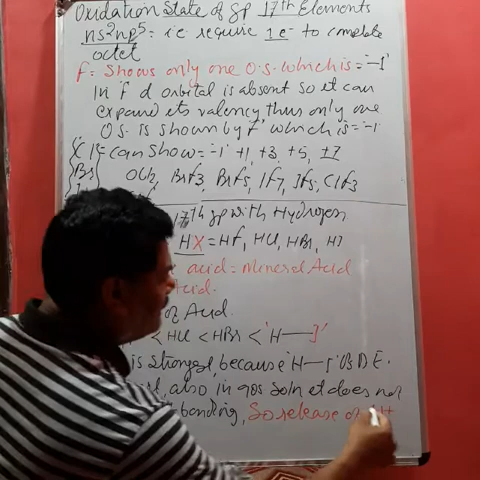 Oxidation State of gp 17th Elements
ns²np⁵ = i.e require 1e⁻ to complete
octet
F = Shows only one O.S. which is = '-1'
In F d orbital is absent so it can
expand its valency thus only one
O.S. is shown by F which is = -1
Cl = can show = -1 +1, +3, +5, +7
Br OCl₂, BrF3, BrF5, IF7, IF5, ClF3
17th gp with Hydrogen
HX = HF, HCl, HBr, HI
acid = Mineral Acid
Acid.
of Acid.
< HCl < HBr < 'H—I'
is strongest, because 'H—I' B.D.E.
also in aqs soln it does not
bonding, So release of H+